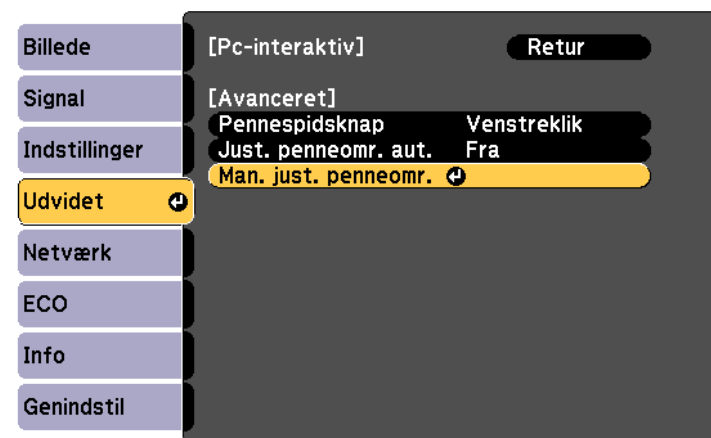 Billede
Signal
Indstillinger
Udvidet
Netværk
ECO
Info
Genindstil
[Pc-interaktiv] Retur
[Avanceret]
Pennespidsknap Venstreklik
Just. penneomr. aut. Fra
Man. just. penneomr.